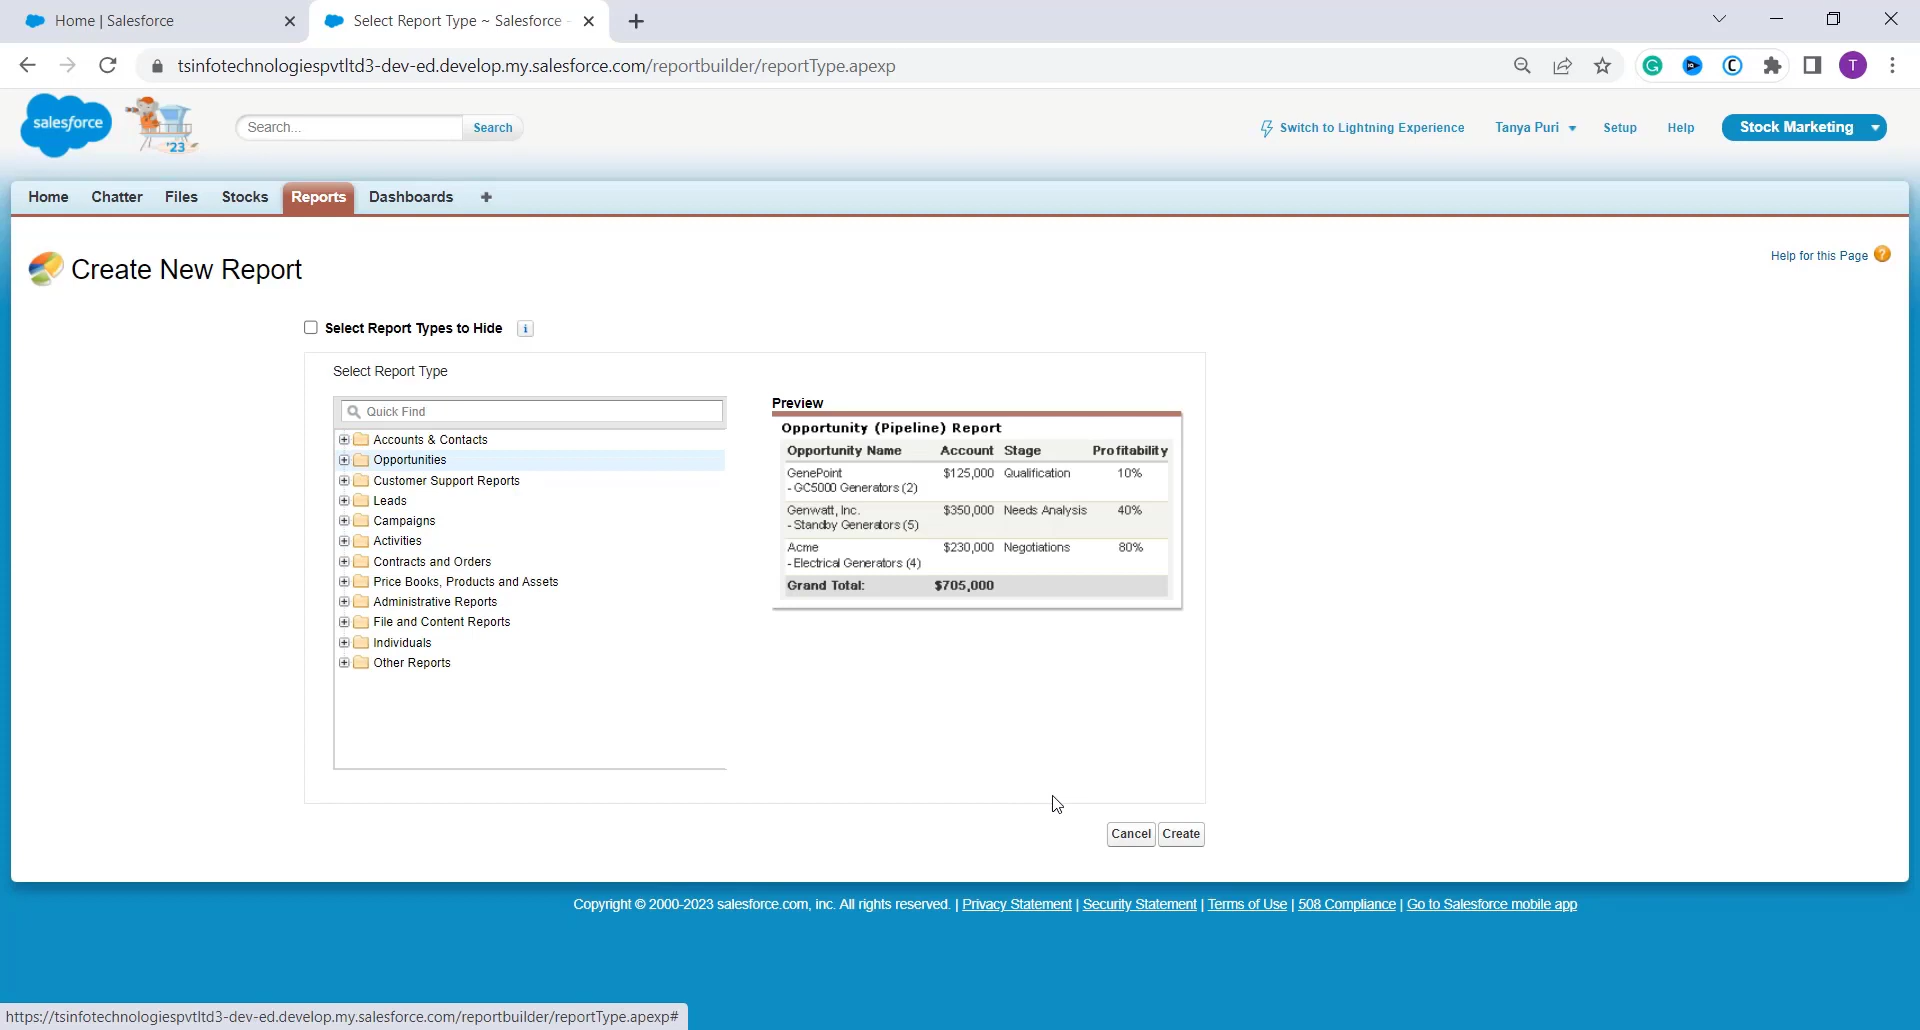 Home | Salesforce
Select Report Type ~ Salesforce -
tsinfotechnologiespvtltd3-dev-ed.develop.my.salesforce.com/reportbuilder/reportType.apexp
T
salesforce
'23
Search...
Search
Switch to Lightning Experience
Tanya Puri
Setup
Help
Stock Marketing
Home
Chatter
Files
Stocks
Reports
Dashboards
+
Create New Report
Help for this Page ?
Select Report Types to Hide i
Select Report Type
Quick Find
Accounts & Contacts
Opportunities
Customer Support Reports
Leads
Campaigns
Activities
Contracts and Orders
Price Books, Products and Assets
Administrative Reports
File and Content Reports
Individuals
Other Reports
Preview
Opportunity (Pipeline) Report
Opportunity Name Account Stage Profitability
GenePoint $125,000 Qualification 10%
- GC5000 Generators (2)
Genwatt, Inc. $350,000 Needs Analysis 40%
- Standby Generators (5)
Acme $230,000 Negotiations 80%
- Electrical Generators (4)
Grand Total: $705,000
Cancel Create
Copyright © 2000-2023 salesforce.com, inc. All rights reserved. | Privacy Statement | Security Statement | Terms of Use | 508 Compliance | Go to Salesforce mobile app
https://tsinfotechnologiespvtltd3-dev-ed.develop.my.salesforce.com/reportbuilder/reportType.apexp#